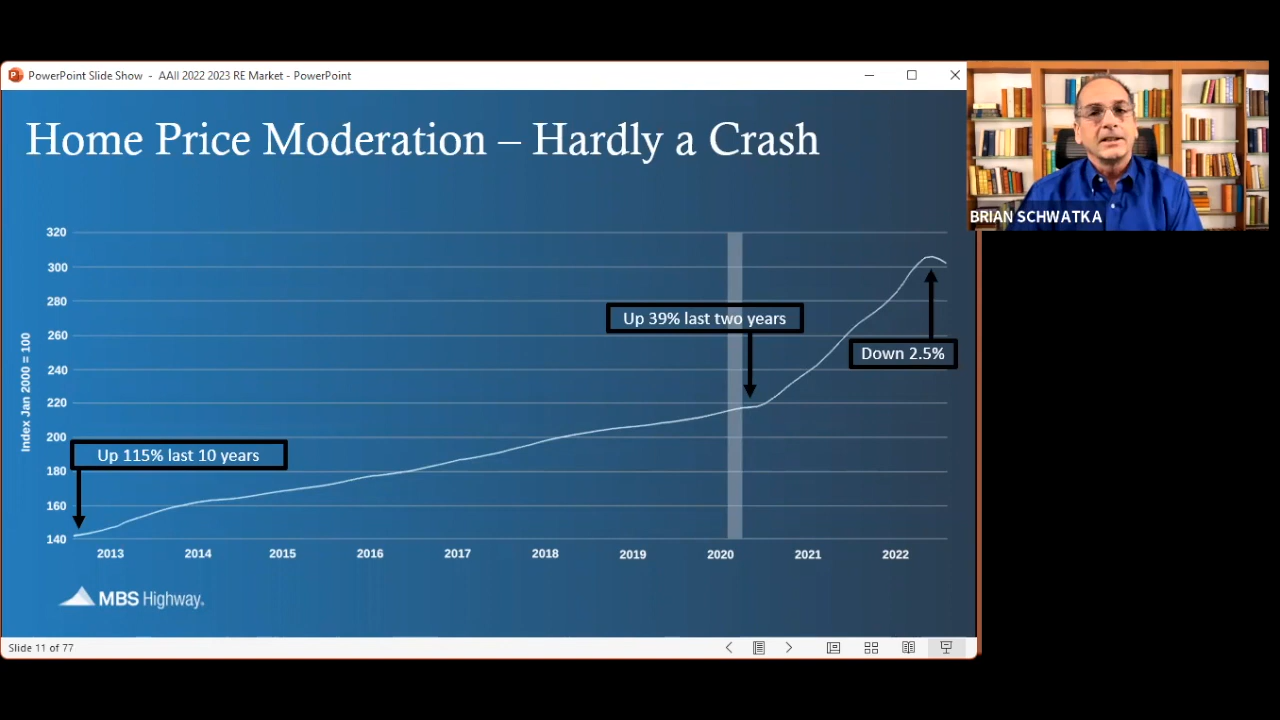 PowerPoint Slide Show - AAII 2022 2023 RE Market - PowerPoint
Home Price Moderation – Hardly a Crash
BRIAN SCHWATKA
320
300
280
260
240
220
200
180
160
140
Index Jan 2000 = 100
Up 39% last two years
Down 2.5%
Up 115% last 10 years
2013 2014 2015 2016 2017 2018 2019 2020 2021 2022
MBS Highway.
Slide 11 of 77